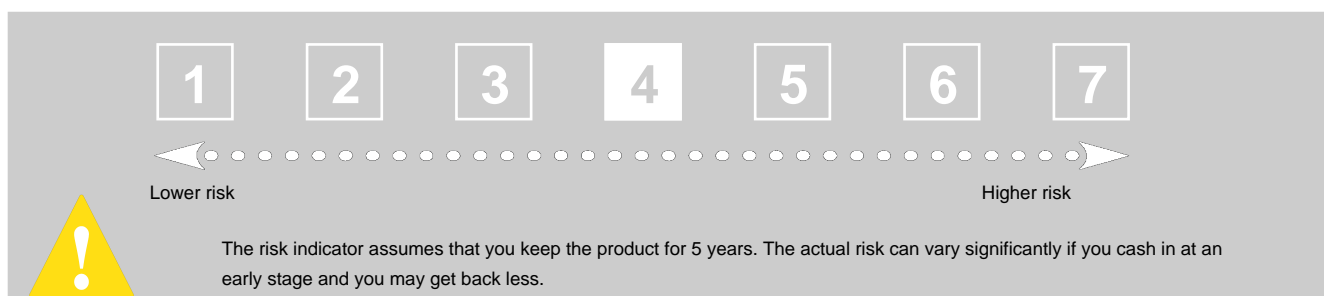 1 2 3 4 5 6 7
Lower risk Higher risk
!
The risk indicator assumes that you keep the product for 5 years. The actual risk can vary significantly if you cash in at an
early stage and you may get back less.